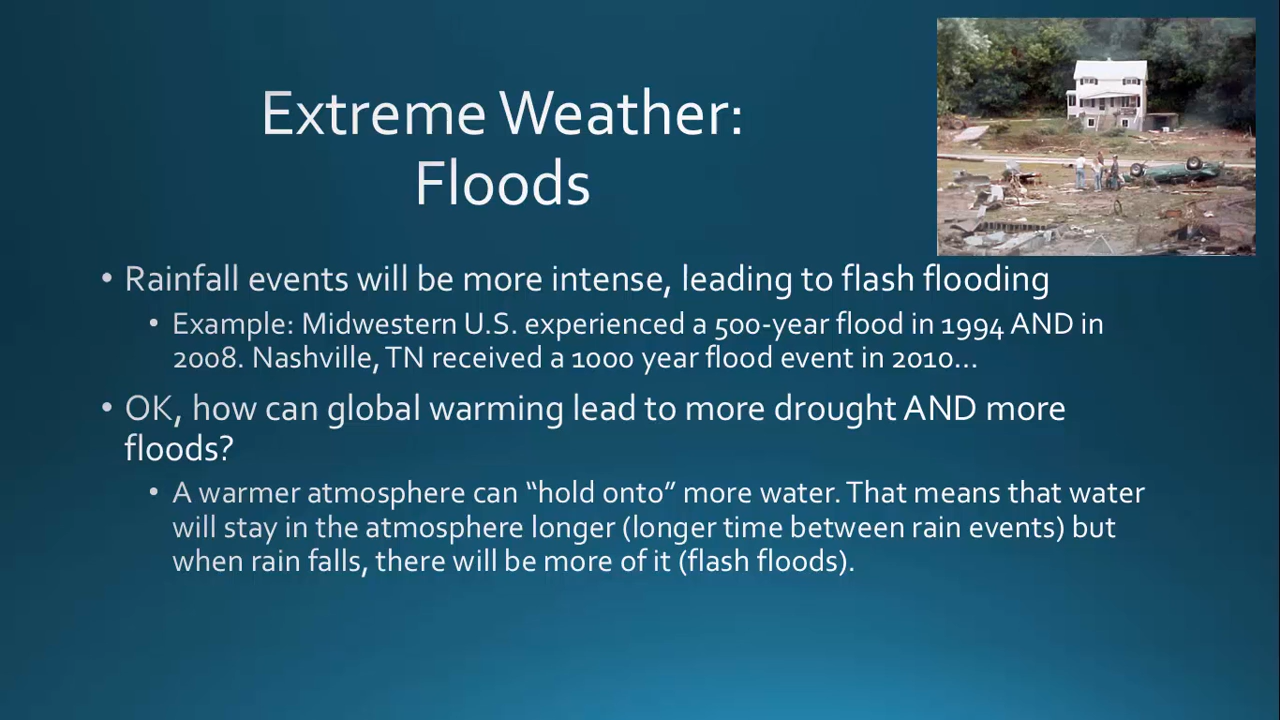 Extreme Weather:
Floods
• Rainfall events will be more intense, leading to flash flooding
• Example: Midwestern U.S. experienced a 500-year flood in 1994 AND in
2008. Nashville, TN received a 1000 year flood event in 2010...
• OK, how can global warming lead to more drought AND more
floods?
• A warmer atmosphere can “hold onto” more water. That means that water
will stay in the atmosphere longer (longer time between rain events) but
when rain falls, there will be more of it (flash floods).